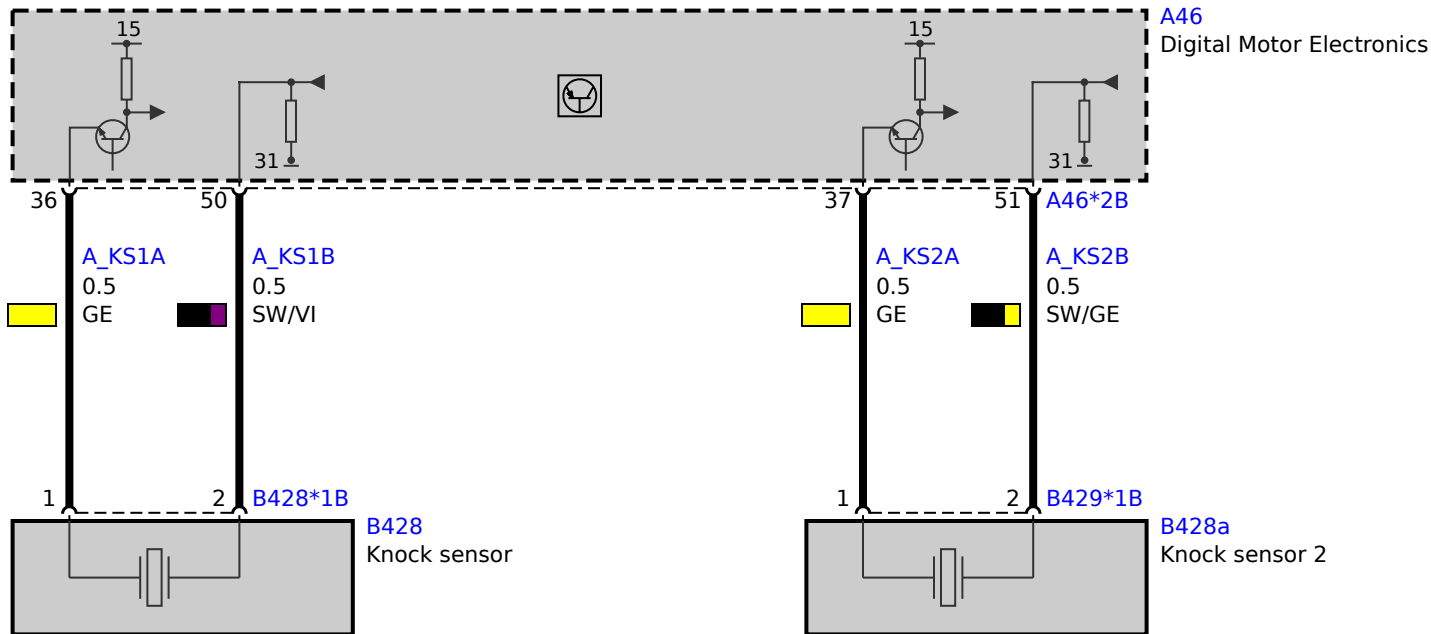 A46
Digital Motor Electronics
15
15
31
31
36
50
37
51
A46*2B
A_KS1A
0.5
GE
A_KS1B
0.5
SW/VI
A_KS2A
0.5
GE
A_KS2B
0.5
SW/GE
1
2
B428*1B
1
2
B429*1B
B428
Knock sensor
B428a
Knock sensor 2